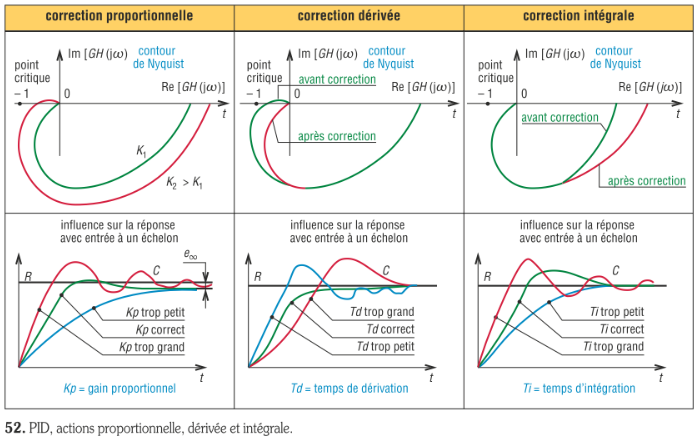 correction proportionnelle
correction dérivée
correction intégrale
Im [GH (jω)
contour
de Nyquist
point
critique
– 1
0
Re [GH (jω)]
t
K1
K2 > K1
Im [GH (jω)
contour
de Nyquist
point
critique
avant correction
– 1
0
Re [GH (jω)]
t
après correction
Im [GH (jω)
contour
de Nyquist
point
critique
– 1
0
Re [GH (jω)]
t
avant correction
après correction
influence sur la réponse
avec entrée à un échelon
e∞
R
C
Kp trop petit
Kp correct
Kp trop grand
t
Kp = gain proportionnel
influence sur la réponse
avec entrée à un échelon
R
C
Td trop grand
Td correct
Td trop petit
t
Td = temps de dérivation
influence sur la réponse
avec entrée à un échelon
R
C
Ti trop petit
Ti correct
Ti trop grand
t
Ti = temps d'intégration
52. PID, actions proportionnelle, dérivée et intégrale.